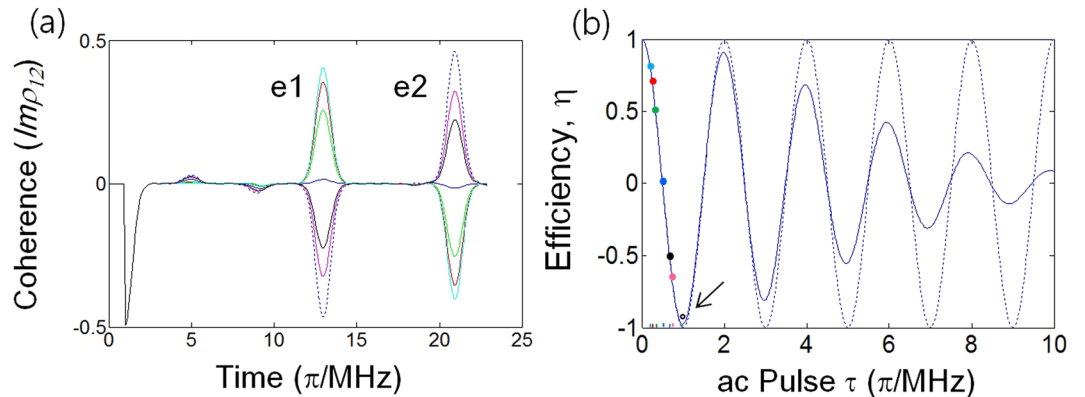 (a)
0.5
0
-0.5
0 5 10 15 20 25
e1 e2
Coherence (Imρ12)
Time (π/MHz)
(b)
1
0.5
0
-0.5
-1
0 2 4 6 8 10
Efficiency, η
ac Pulse τ (π/MHz)